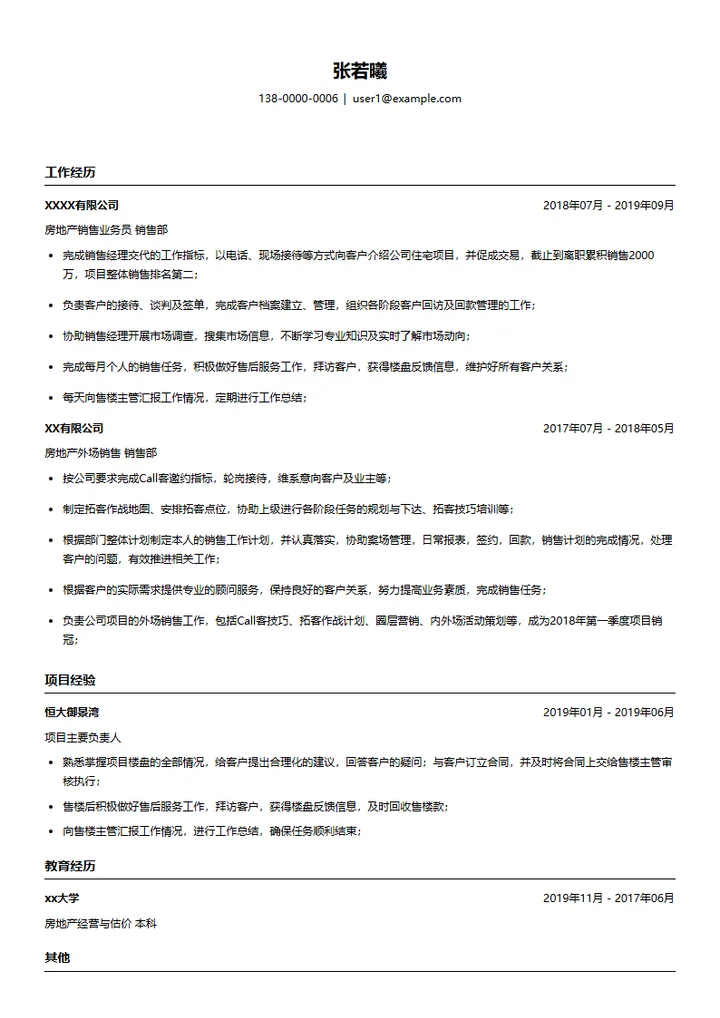 张若曦
138-0000-0006 | user1@example.com
工作经历
XXXX有限公司 2018年07月 - 2019年09月
房地产销售业务员 销售部
• 完成销售经理交代的工作指标，以电话、现场接待等方式向客户介绍公司住宅项目，并促成交易，截止到离职累积销售2000
万，项目整体销售排名第二；
• 负责客户的接待、谈判及签单，完成客户档案建立、管理，组织各阶段客户回访及回款管理的工作；
• 协助销售经理开展市场调查，搜集市场信息，不断学习专业知识及实时了解市场动向；
• 完成每月个人的销售任务，积极做好售后服务工作，拜访客户，获得楼盘反馈信息，维护好所有客户关系；
• 每天向售楼主管汇报工作情况，定期进行工作总结；
XX有限公司 2017年07月 - 2018年05月
房地产外场销售 销售部
• 按公司要求完成Call客邀约指标，轮岗接待，维系意向客户及业主等；
• 制定拓客作战地图、安排拓客点位，协助上级进行各阶段任务的规划与下达、拓客技巧培训等；
• 根据部门整体计划制定本人的销售工作计划，并认真落实，协助案场管理，日常报表，签约，回款，销售计划的完成情况，处理
客户的问题，有效推进相关工作；
• 根据客户的实际需求提供专业的顾问服务，保持良好的客户关系，努力提高业务素质，完成销售任务；
• 负责公司项目的外场销售工作，包括Call客技巧、拓客作战计划、圈层营销、内外场活动策划等，成为2018年第一季度项目销
冠；
项目经验
恒大御景湾 2019年01月 - 2019年06月
项目主要负责人
• 熟悉掌握项目楼盘的全部情况，给客户提出合理化的建议，回答客户的疑问；与客户订立合同，并及时将合同上交给售楼主管审
核执行；
• 售楼后积极做好售后服务工作，拜访客户，获得楼盘反馈信息，及时回收售楼款；
• 向售楼主管汇报工作情况，进行工作总结，确保任务顺利结束；
教育经历
xx大学 2019年11月 - 2017年06月
房地产经营与估价 本科
其他